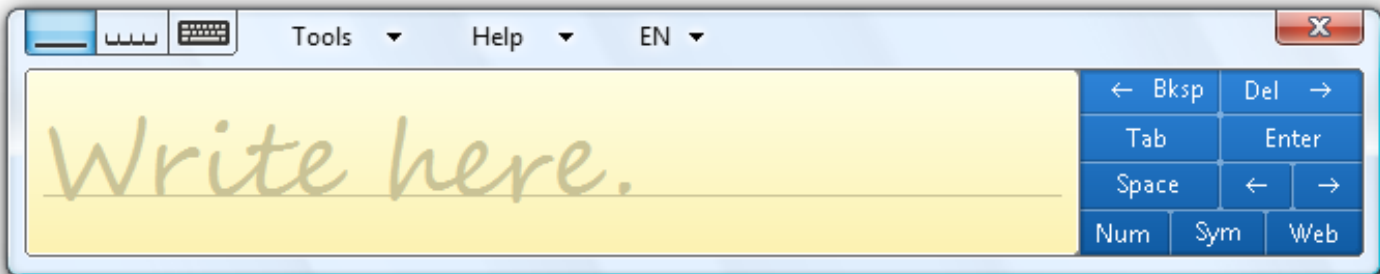 Tools Help EN X
Write here.
← Bksp Del →
Tab Enter
Space ← →
Num Sym Web